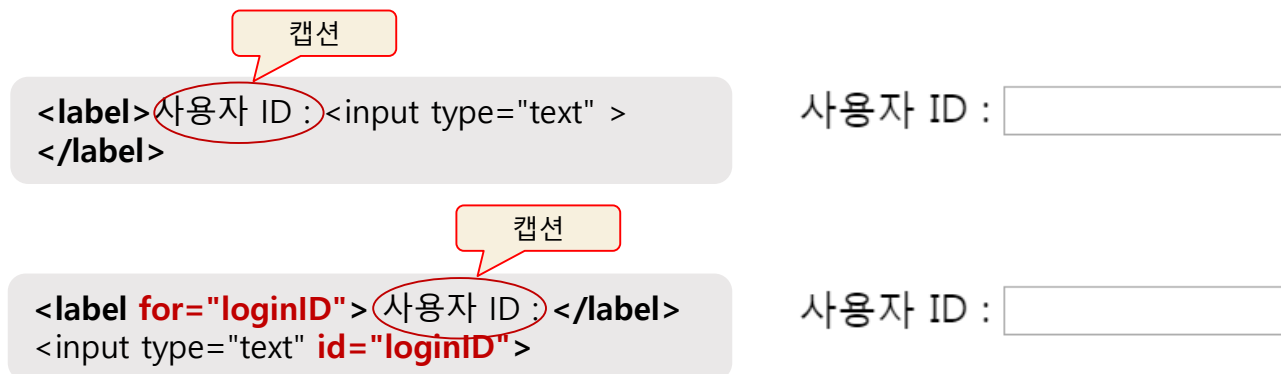 캡션
<label>사용자 ID : <input type="text" >
</label>
사용자 ID :
캡션
<label for="loginID"> 사용자 ID : </label>
<input type="text" id="loginID">
사용자 ID :